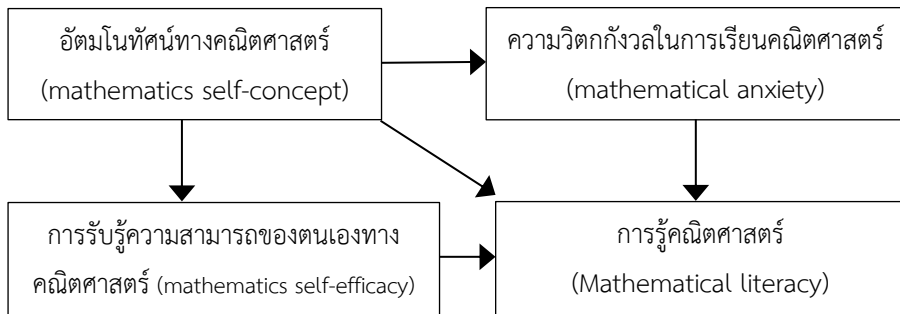 อัตมโนทัศน์ทางคณิตศาสตร์
(mathematics self-concept)
ความวิตกกังวลในการเรียนคณิตศาสตร์
(mathematical anxiety)
การรับรู้ความสามารถของตนเองทาง
คณิตศาสตร์ (mathematics self-efficacy)
การรู้คณิตศาสตร์
(Mathematical literacy)